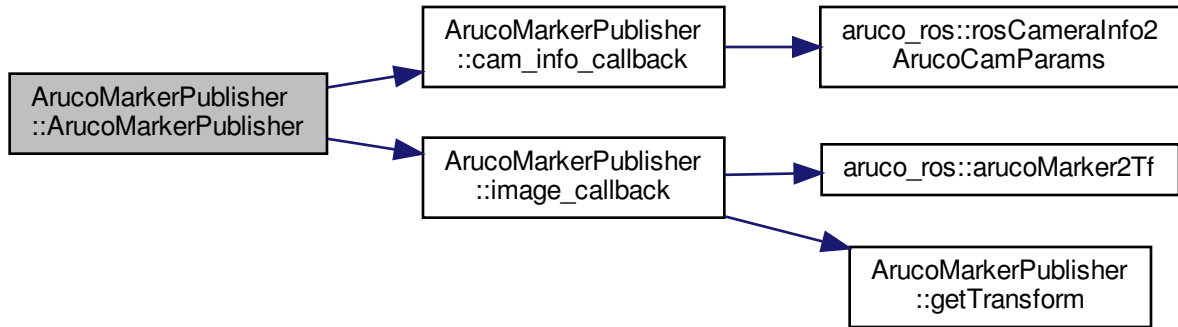 ArucoMarkerPublisher
::ArucoMarkerPublisher
ArucoMarkerPublisher
::cam_info_callback
aruco_ros::rosCameraInfo2
ArucoCamParams
ArucoMarkerPublisher
::image_callback
aruco_ros::arucoMarker2Tf
ArucoMarkerPublisher
::getTransform